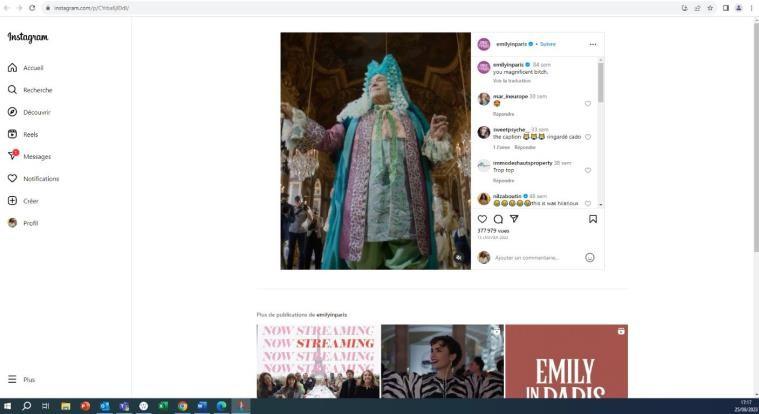 instagram.com/p/
Instagram
Accueil
Recherche
Découvrir
Reels
Messages
Notifications
Créer
Profil
Plus
emilyinparis • Suivre
emilyinparis 84 sem
you magnificent bitch.
Voir la traduction
mar_ineurope 30 sem
😍
Répondre
sweetpsyche__ 33 sem
the caption ringardé cado
1 J'aime Répondre
immodeshautsproperty 38 sem
Trop top
Répondre
nilzaboutin 48 sem
this is was hilarious
377 979 vues
13 JANVIER 2022
Ajouter un commentaire...
Plus de publications de emilyinparis
NOW STREAMING
NOW STREAMING
NOW STREAMING
NOW STREAMING
EMILY
IN PARIS
17:17
25/08/2023